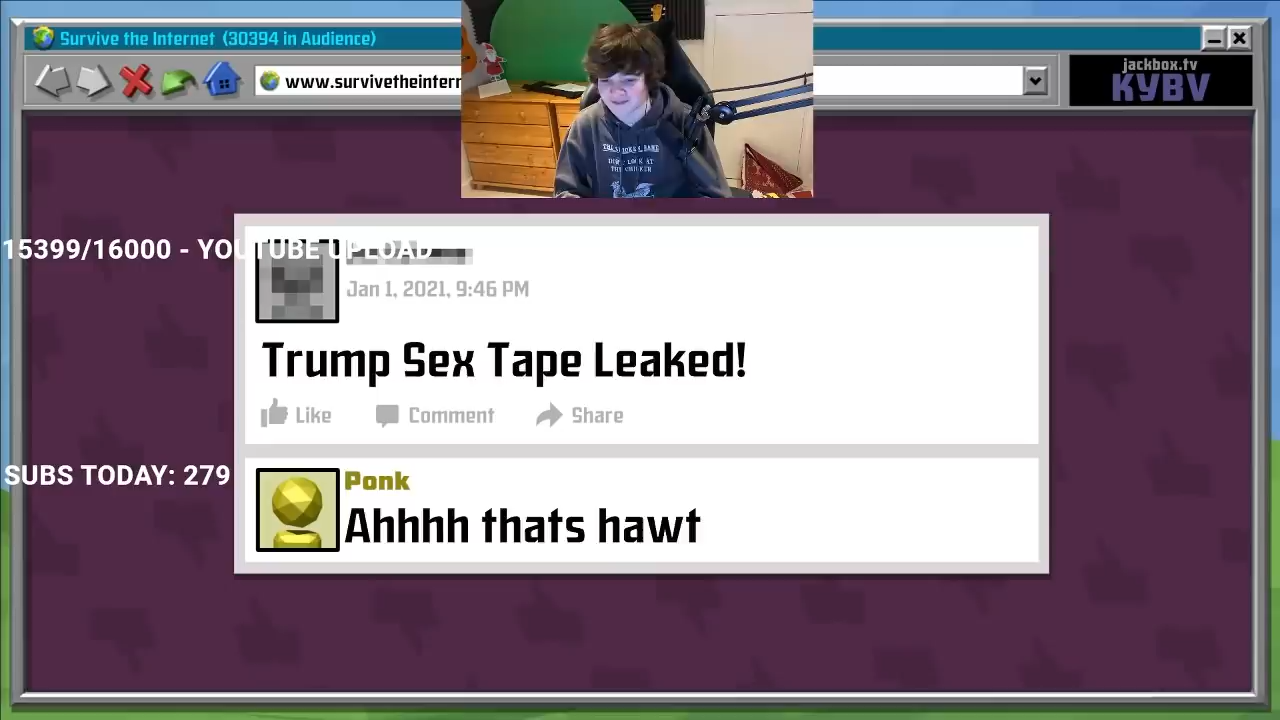 Survive the Internet (30394 in Audience)
www.survivetheintern
jackbox.tv
KYBV
15399/16000 - YOUTUBE UPLOAD
Jan 1, 2021, 9:46 PM
Trump Sex Tape Leaked!
Like
Comment
Share
SUBS TODAY: 279
Ponk
Ahhhh thats hawt